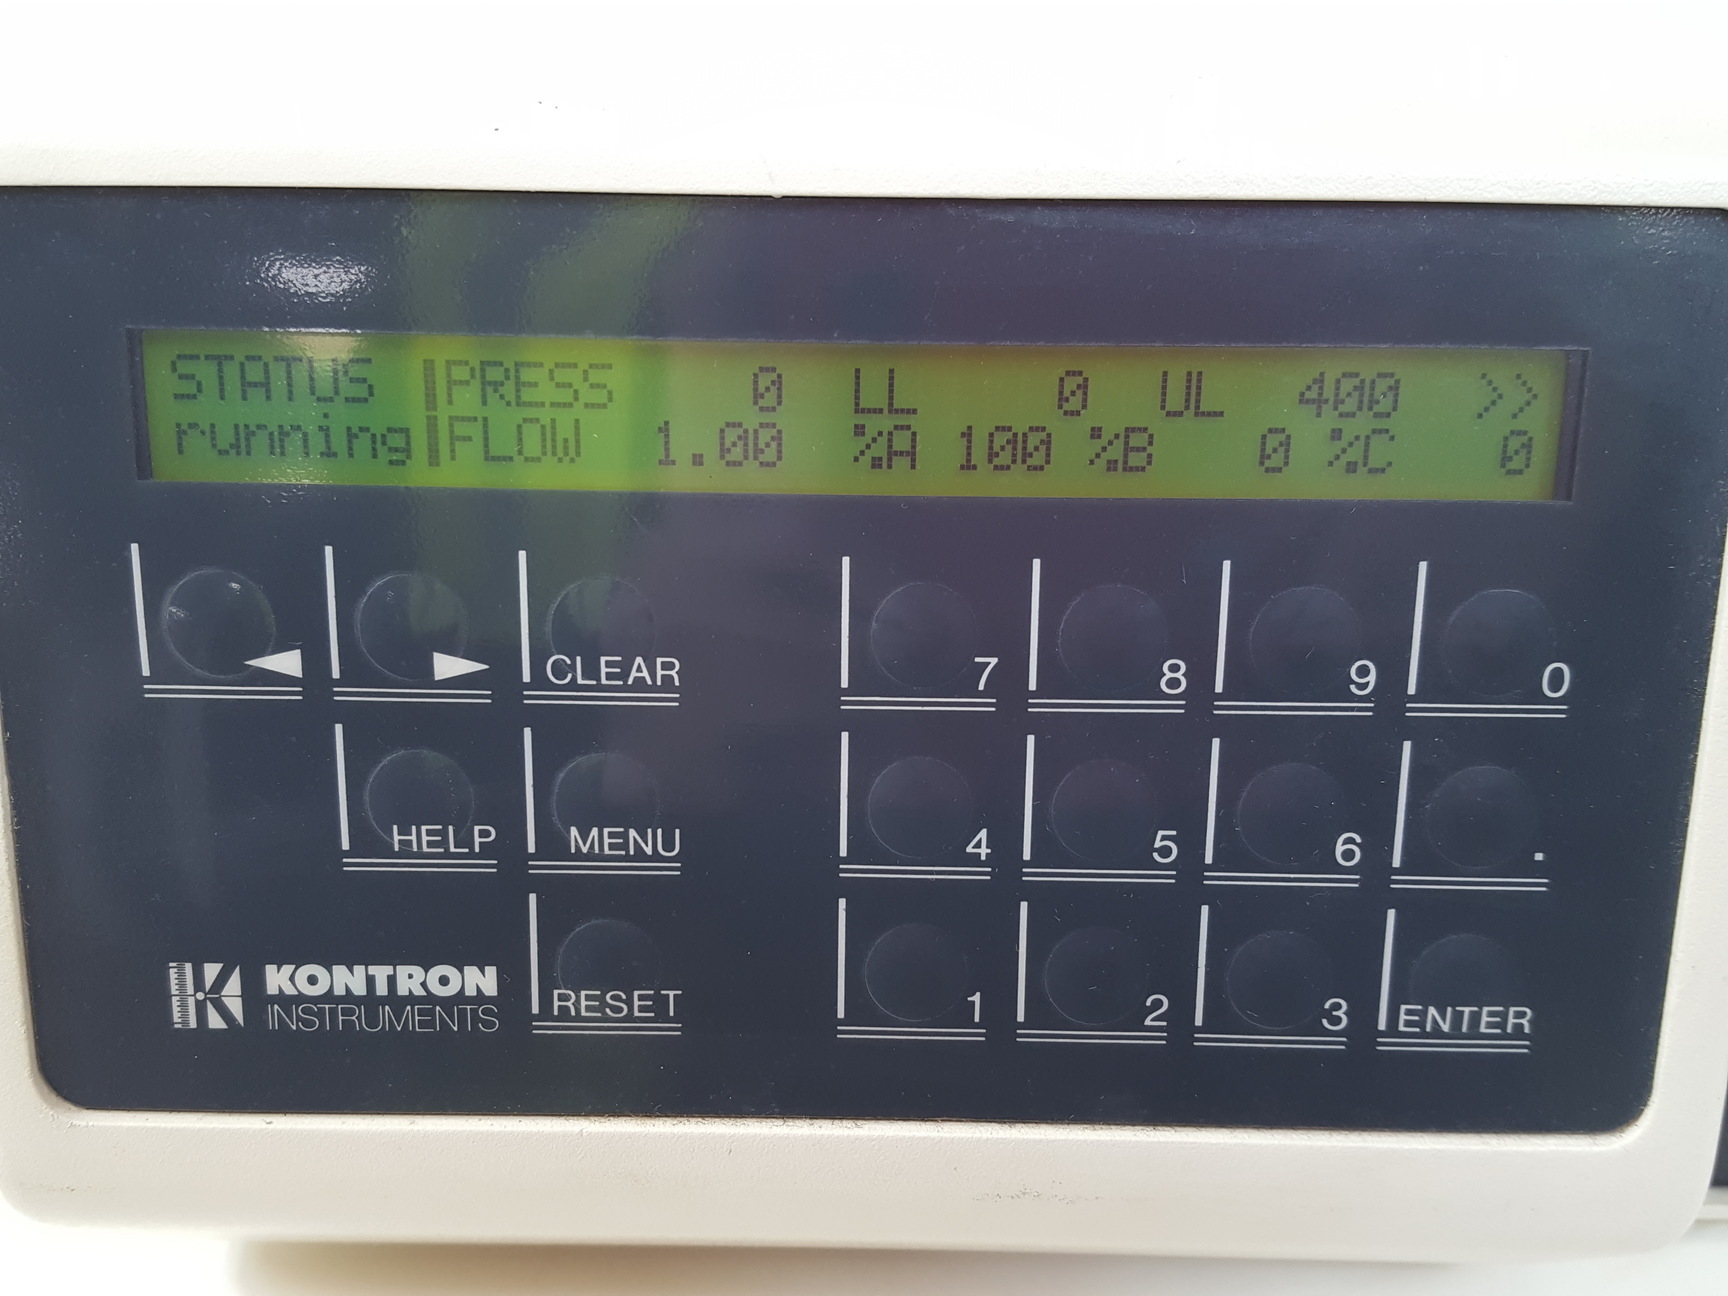 STATUS |PRESS 0 LL 0 UL 400 >>
running|FLOW 1.00 %A 100 %B 0 %C 0
◀ ▶ CLEAR 7 8 9 0
HELP MENU 4 5 6 .
RESET 1 2 3 ENTER
KONTRON
INSTRUMENTS